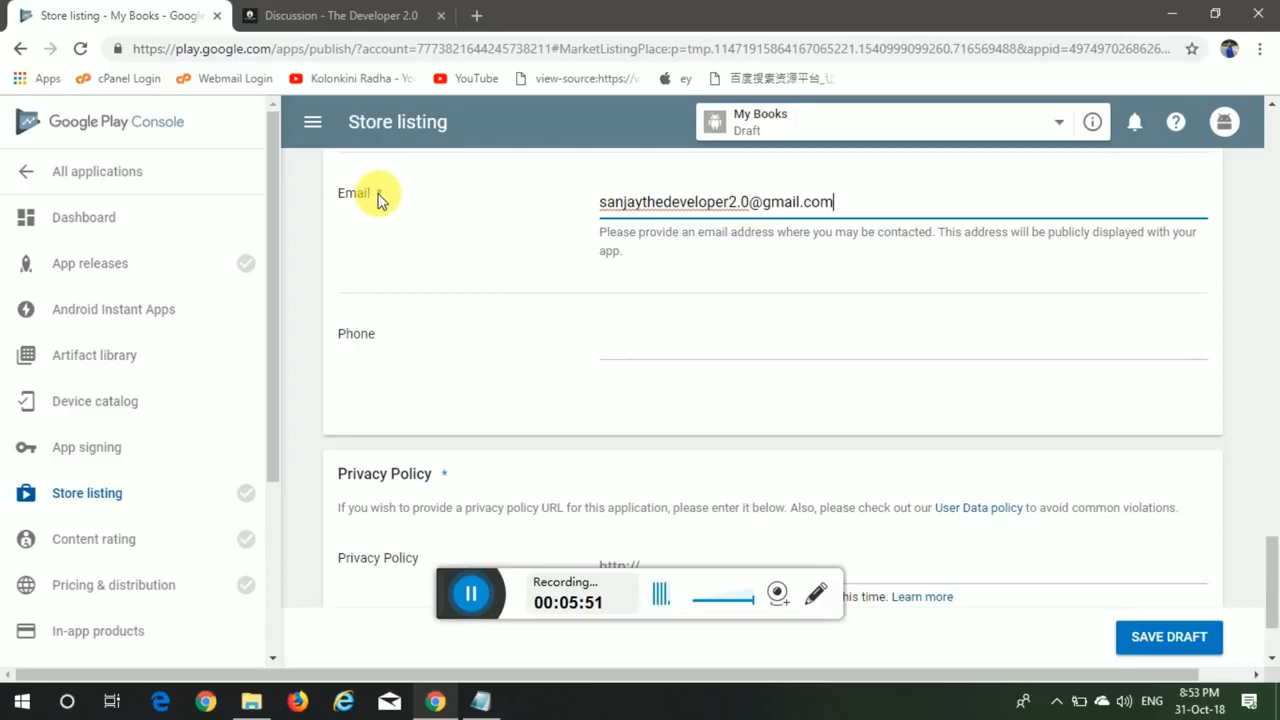 Store listing - My Books - Google
Discussion - The Developer 2.0
https://play.google.com/apps/publish/?account=7773821644245738211#MarketListingPlace:p=tmp.11471915864167065221.1540999099260.716569488&appid=4974970268626...
Apps
cPanel Login
Webmail Login
Kolonkini Radha - Yo
YouTube
view-source:https://w
ey
百度搜索资源平台_让
Google Play Console
Store listing
My Books
Draft
All applications
Dashboard
App releases
Android Instant Apps
Artifact library
Device catalog
App signing
Store listing
Content rating
Pricing & distribution
In-app products
Email *
sanjaythedeveloper2.0@gmail.com
Please provide an email address where you may be contacted. This address will be publicly displayed with your
app.
Phone
Privacy Policy *
If you wish to provide a privacy policy URL for this application, please enter it below. Also, please check out our User Data policy to avoid common violations.
Privacy Policy
http://
his time. Learn more
Recording...
00:05:51
SAVE DRAFT
ENG
8:53 PM
31-Oct-18